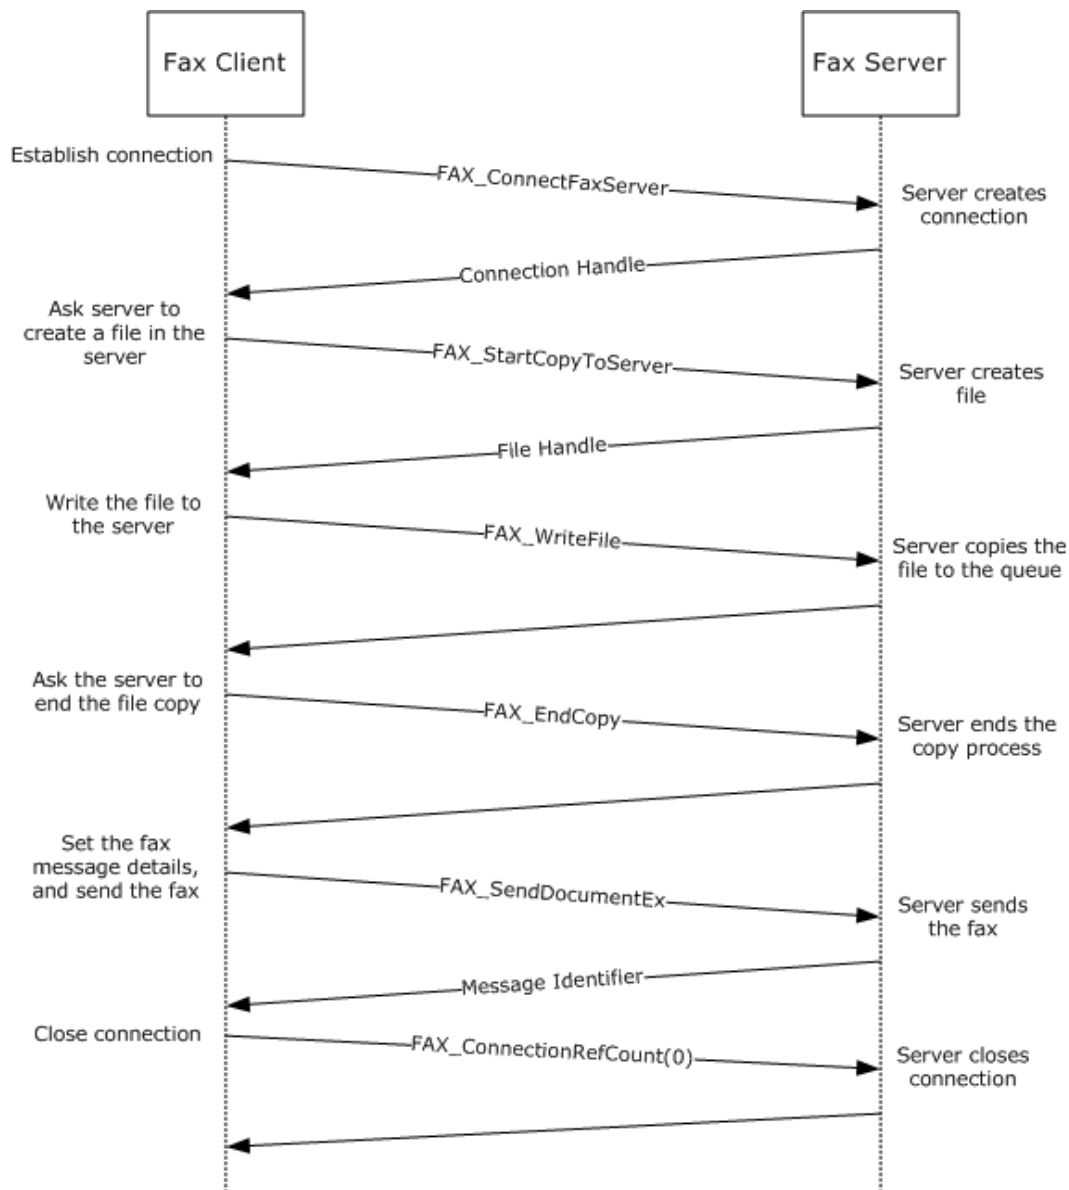 Fax Client
Fax Server
Establish connection
FAX_ConnectFaxServer
Server creates
connection
Connection Handle
Ask server to
create a file in the
server
FAX_StartCopyToServer
Server creates
file
File Handle
Write the file to
the server
FAX_WriteFile
Server copies the
file to the queue
Ask the server to
end the file copy
FAX_EndCopy
Server ends the
copy process
Set the fax
message details,
and send the fax
FAX_SendDocumentEx
Server sends
the fax
Message Identifier
Close connection
FAX_ConnectionRefCount(0)
Server closes
connection